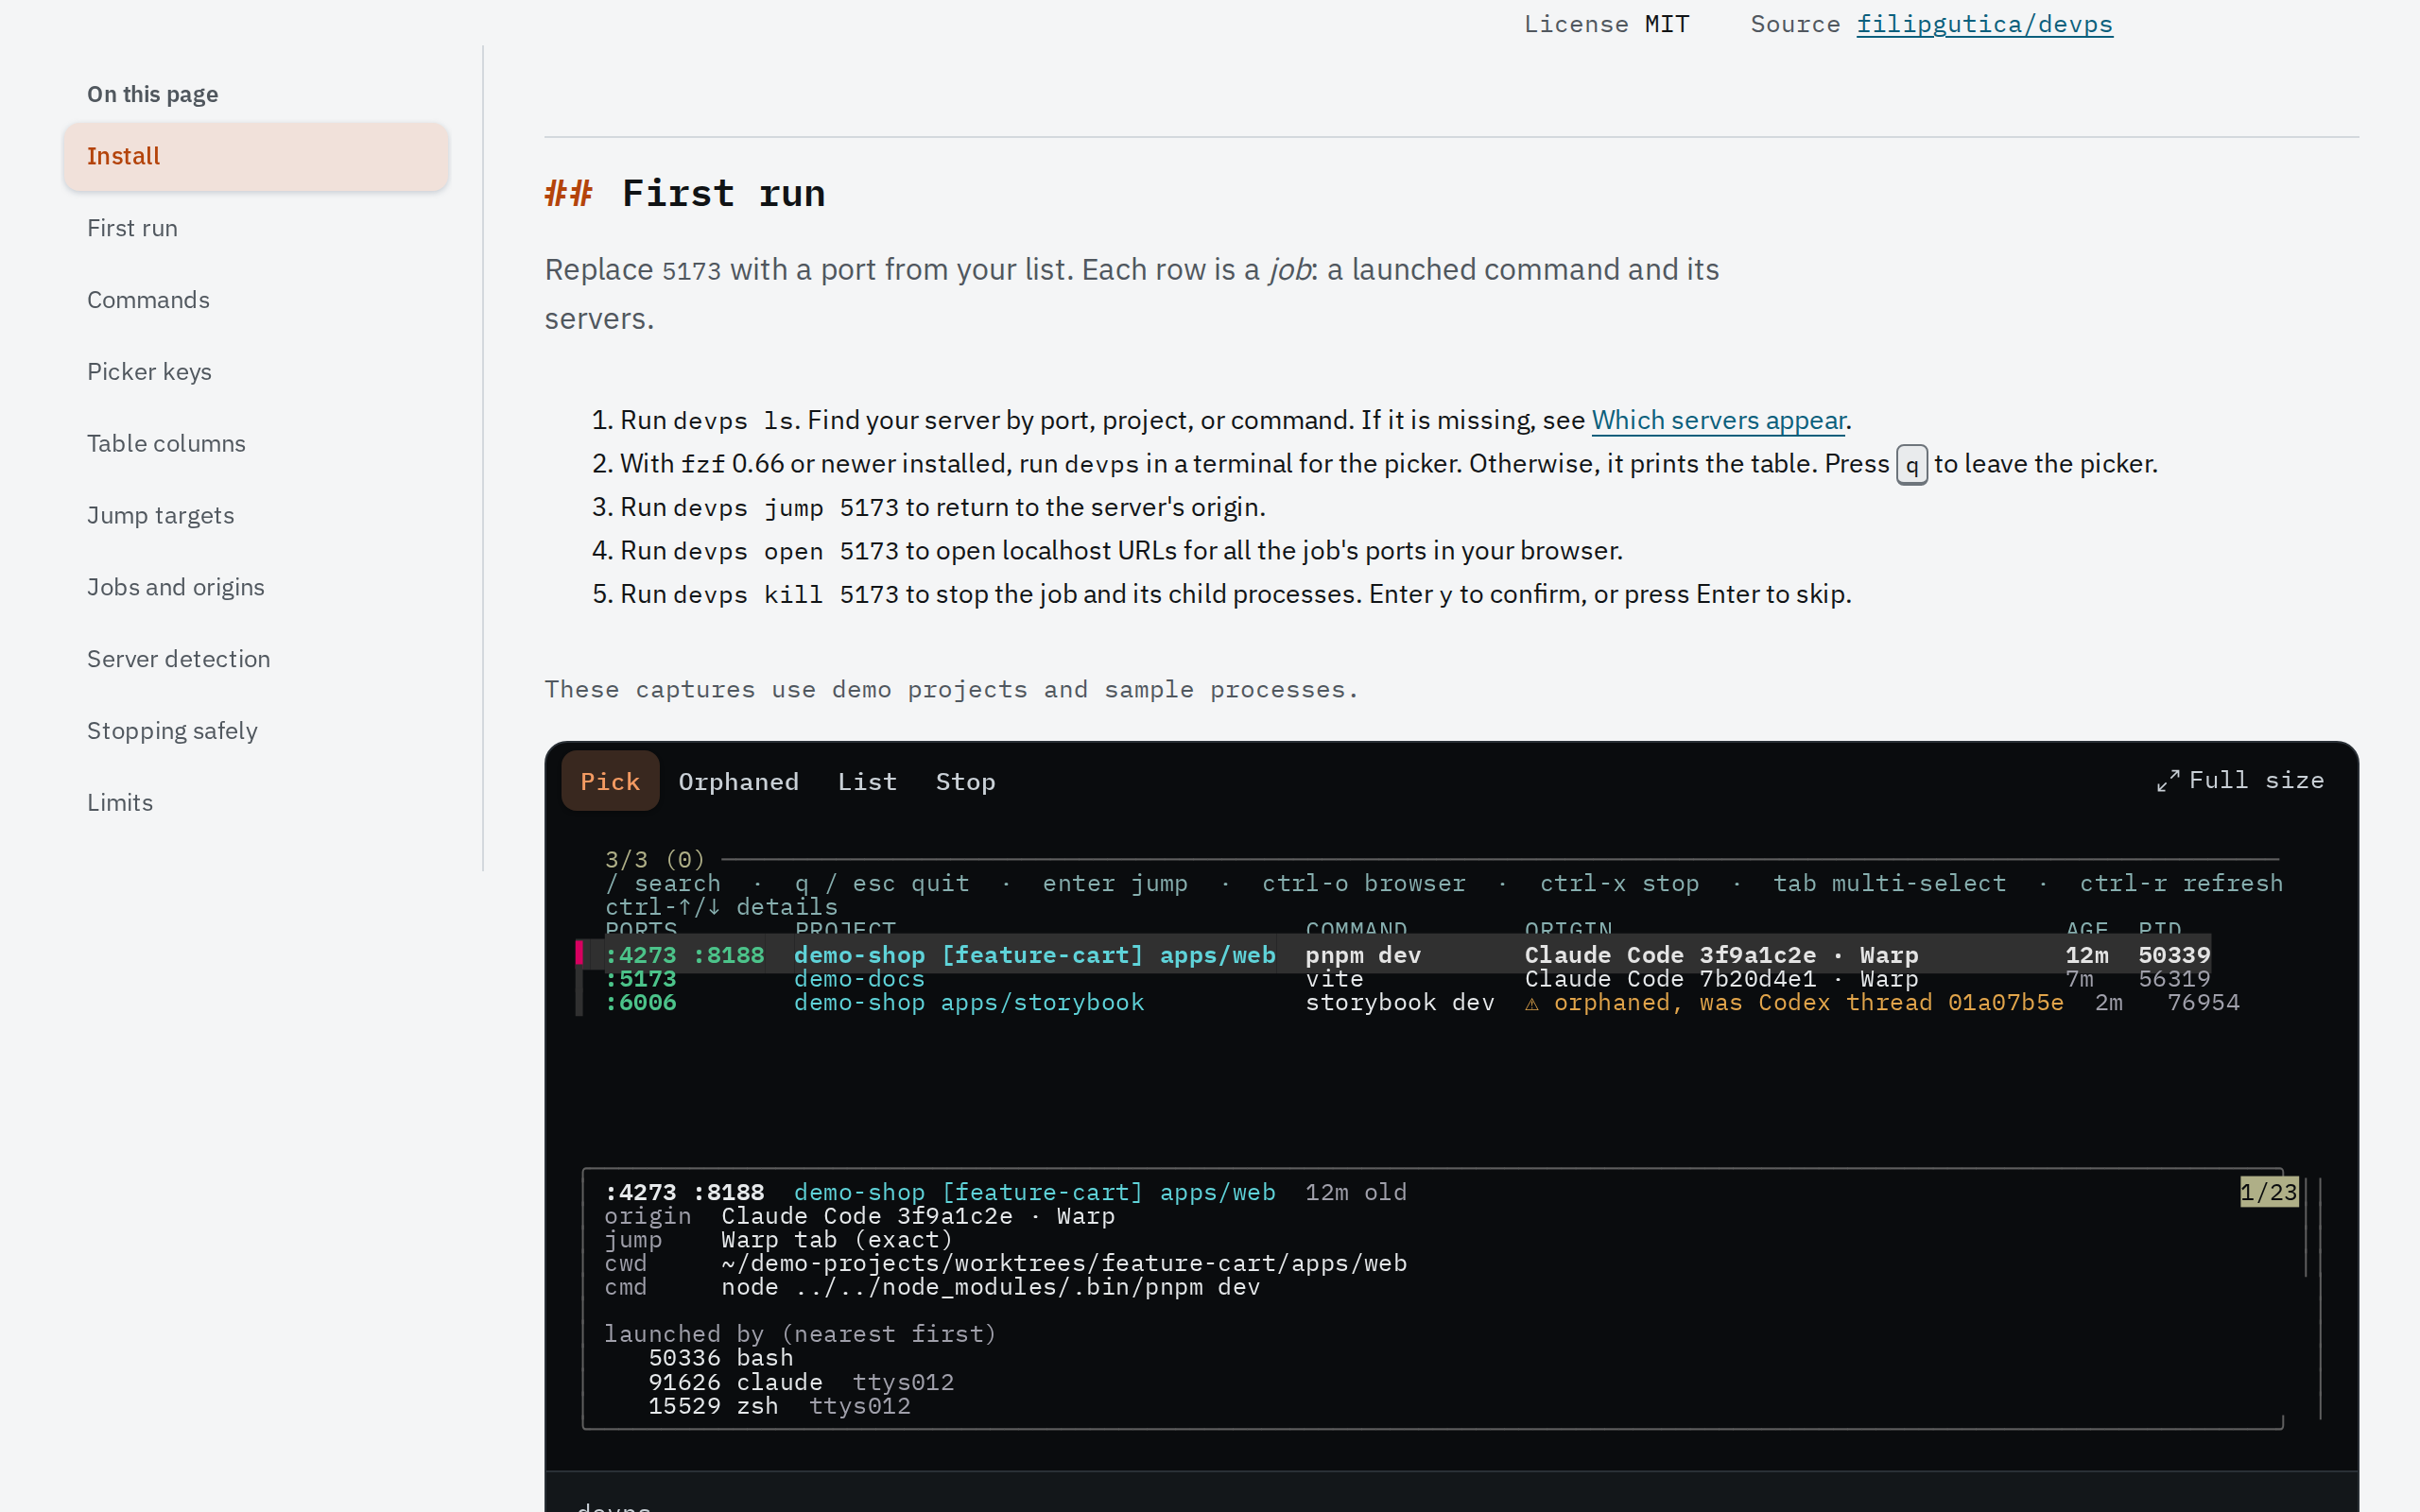 License MIT Source filipgutica/devps
On this page
Install
First run
Commands
Picker keys
Table columns
Jump targets
Jobs and origins
Server detection
Stopping safely
Limits
## First run
Replace 5173 with a port from your list. Each row is a job: a launched command and its
servers.
1. Run devps ls. Find your server by port, project, or command. If it is missing, see Which servers appear.
2. With fzf 0.66 or newer installed, run devps in a terminal for the picker. Otherwise, it prints the table. Press q to leave the picker.
3. Run devps jump 5173 to return to the server's origin.
4. Run devps open 5173 to open localhost URLs for all the job's ports in your browser.
5. Run devps kill 5173 to stop the job and its child processes. Enter y to confirm, or press Enter to skip.
These captures use demo projects and sample processes.
Pick Orphaned List Stop Full size
3/3 (0)
/ search · q / esc quit · enter jump · ctrl-o browser · ctrl-x stop · tab multi-select · ctrl-r refresh
ctrl-↑/↓ details
PORTS PROJECT COMMAND ORIGIN AGE PID
:4273 :8188 demo-shop [feature-cart] apps/web pnpm dev Claude Code 3f9a1c2e · Warp 12m 50339
:5173 demo-docs vite Claude Code 7b20d4e1 · Warp 7m 56319
:6006 demo-shop apps/storybook storybook dev ⚠ orphaned, was Codex thread 01a07b5e 2m 76954
:4273 :8188 demo-shop [feature-cart] apps/web 12m old 1/23
origin Claude Code 3f9a1c2e · Warp
jump Warp tab (exact)
cwd ~/demo-projects/worktrees/feature-cart/apps/web
cmd node ../../node_modules/.bin/pnpm dev
launched by (nearest first)
50336 bash
91626 claude ttys012
15529 zsh ttys012
devps